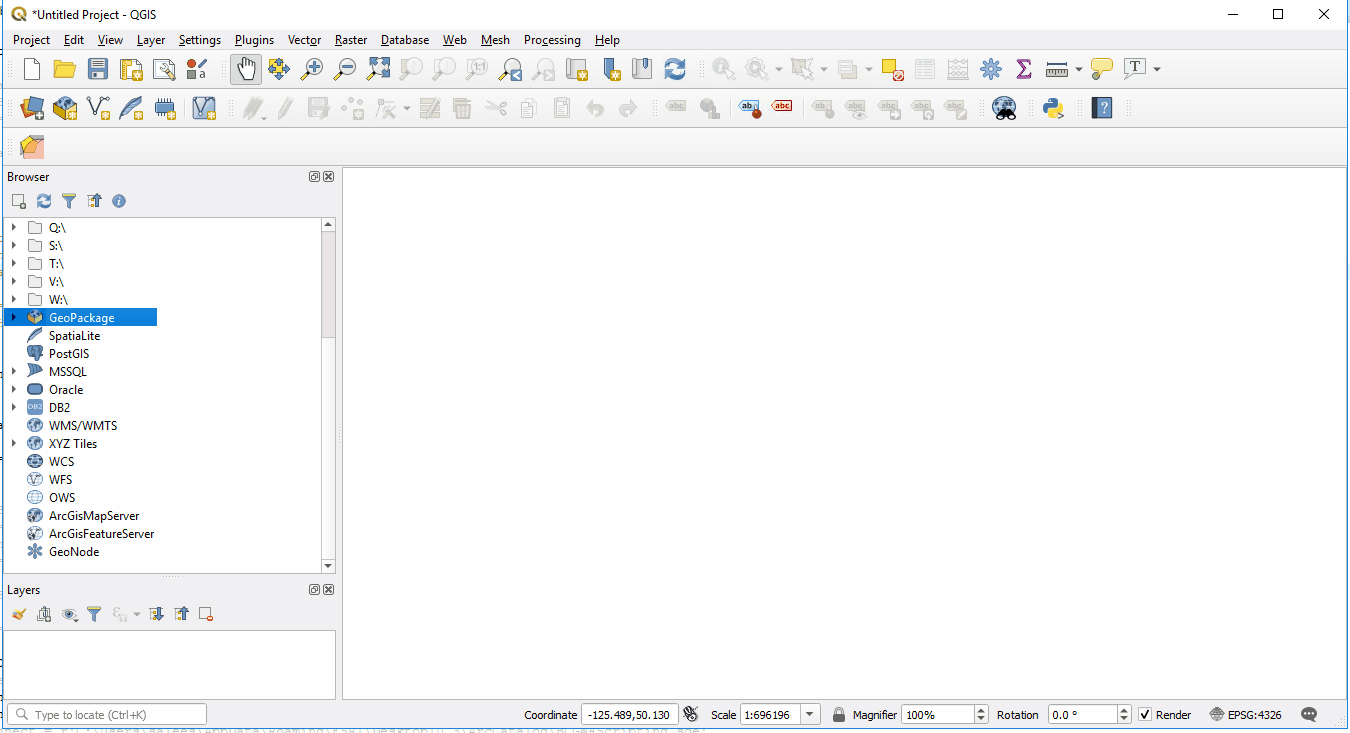 *Untitled Project - QGIS
Project Edit View Layer Settings Plugins Vector Raster Database Web Mesh Processing Help
Browser
Q:\
S:\
T:\
V:\
W:\
GeoPackage
SpatiaLite
PostGIS
MSSQL
Oracle
DB2
WMS/WMTS
XYZ Tiles
WCS
WFS
OWS
ArcGisMapServer
ArcGisFeatureServer
GeoNode
Layers
Type to locate (Ctrl+K) Coordinate -125.489,50.130 Scale 1:696196 Magnifier 100% Rotation 0.0 ° Render EPSG:4326